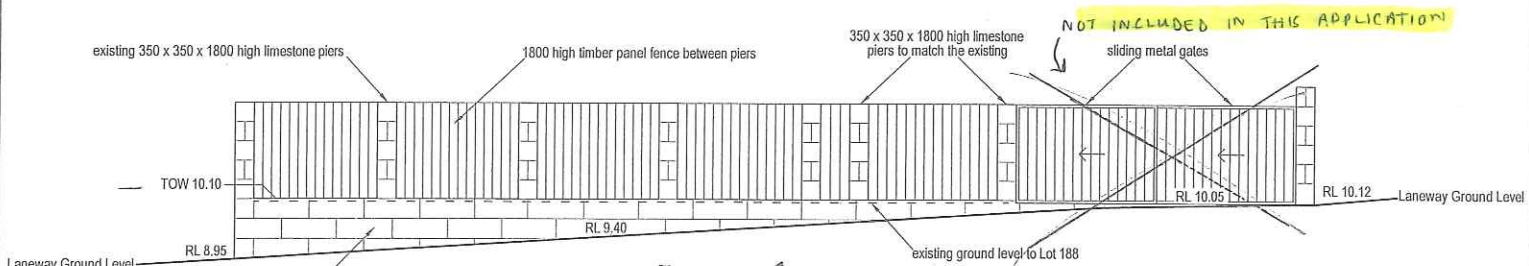 NOT INCLUDED IN THIS APPLICATION
existing 350 x 350 x 1800 high limestone piers
1800 high timber panel fence between piers
350 x 350 x 1800 high limestone
piers to match the existing
sliding metal gates
TOW 10.10
RL 10.05
RL 10.12
Laneway Ground Level
RL 9.40
RL 8.95
existing ground level to Lot 188
Laneway Ground Level